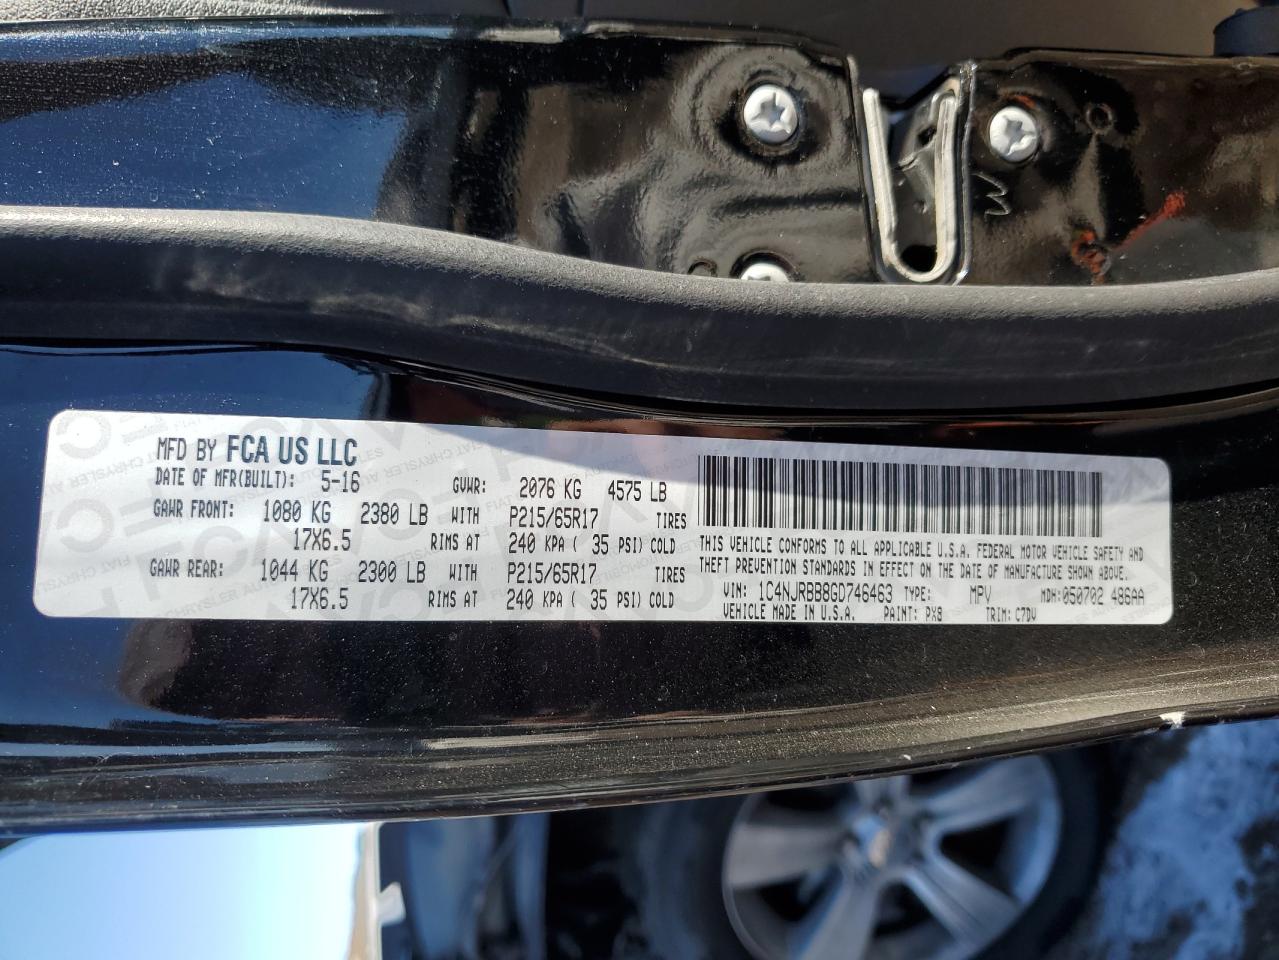 MFD BY FCA US LLC
DATE OF MFR(BUILT): 5-16 GVWR: 2076 KG 4575 LB
GAWR FRONT: 1080 KG 2380 LB WITH P215/65R17 TIRES
17X6.5 RIMS AT 240 KPA ( 35 PSI) COLD
GAWR REAR: 1044 KG 2300 LB WITH P215/65R17 TIRES
17X6.5 RIMS AT 240 KPA ( 35 PSI) COLD
THIS VEHICLE CONFORMS TO ALL APPLICABLE U.S.A. FEDERAL MOTOR VEHICLE SAFETY AND
THEFT PREVENTION STANDARDS IN EFFECT ON THE DATE OF MANUFACTURE SHOWN ABOVE.
VIN: 1C4NJRBB8GD746463 TYPE: MPV MDH:050702 486AA
VEHICLE MADE IN U.S.A. PAINT: PX8 TRIM: C7DV